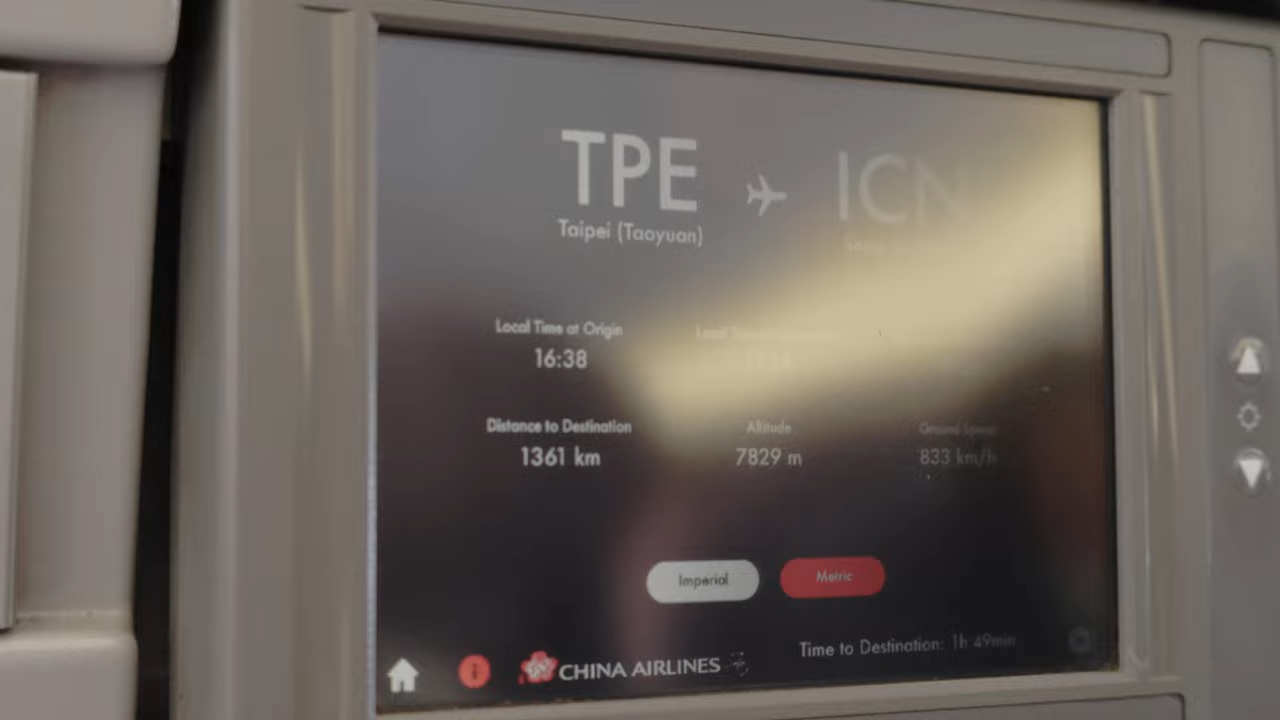 TPE ICN
Taipei (Taoyuan)
Local Time at Origin Local
16:38
Distance to Destination Altitude Ground Speed
1361 km 7829 m 833 km/h
Imperial Metric
CHINA AIRLINES Time to Destination: 1h 49min